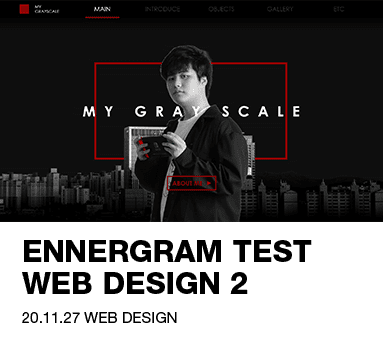 MY
GRAYSCALE
MAIN
INTRODUCE
OBJECTS
GALLERY
ETC
MY GRAY SCALE
ABOUT ME
ENNERGRAM TEST
WEB DESIGN 2
20.11.27 WEB DESIGN